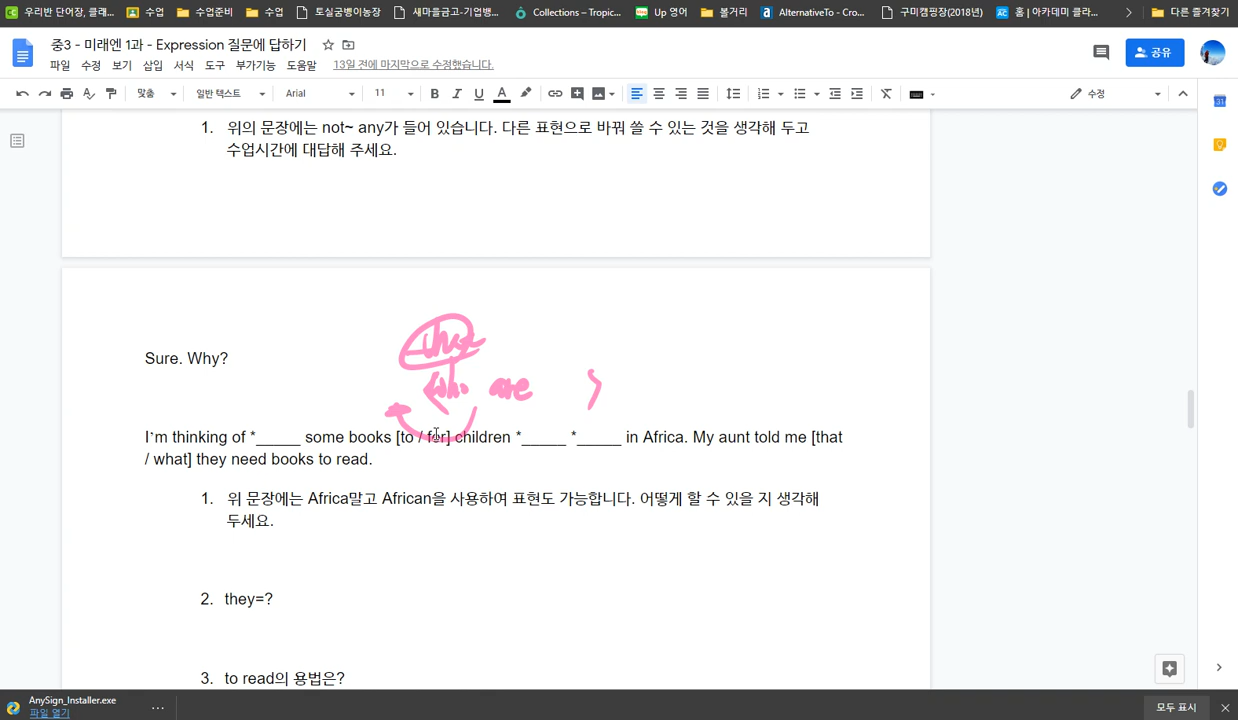 우리반 단어장, 클래... 수업 수업준비 수업 토실굼벵이농장 새마을금고-기업뱅... Collections – Tropic... Up 영어 볼거리 AlternativeTo - Cro... 구미캠핑장(2018년) 홈 | 아카데미 클라... 다른 즐겨찾기
중3 - 미래엔 1과 - Expression 질문에 답하기
공유
파일 수정 보기 삽입 서식 도구 부가기능 도움말 13일 전에 마지막으로 수정했습니다.
맞춤 일반 텍스트 Arial 11 B I U A 수정
1. 위의 문장에는 not~ any가 들어 있습니다. 다른 표현으로 바꿔 쓸 수 있는 것을 생각해 두고
수업시간에 대답해 주세요.
Sure. Why?
who are
I'm thinking of *_____ some books [to / for] children *_____ *_____ in Africa. My aunt told me [that
/ what] they need books to read.
1. 위 문장에는 Africa말고 African을 사용하여 표현도 가능합니다. 어떻게 할 수 있을 지 생각해
두세요.
2. they=?
3. to read의 용법은?
AnySign_Installer.exe
파일 열기
모두 표시